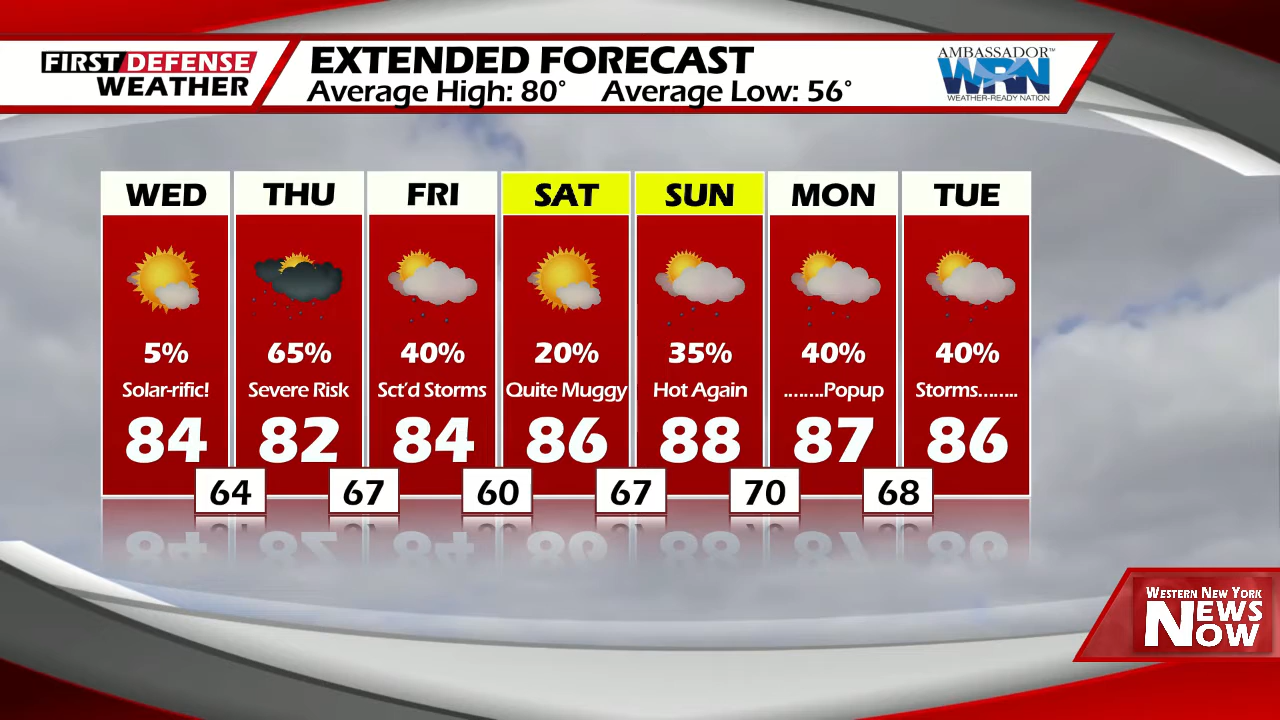 FIRST DEFENSE
WEATHER
EXTENDED FORECAST
Average High: 80° Average Low: 56°
AMBASSADOR™
WRN
WEATHER-READY NATION
WED THU FRI SAT SUN MON TUE
5% 65% 40% 20% 35% 40% 40%
Solar-rific! Severe Risk Sct'd Storms Quite Muggy Hot Again ........Popup Storms........
84 82 84 86 88 87 86
64 67 60 67 70 68
WESTERN NEW YORK
NEWS
NOW